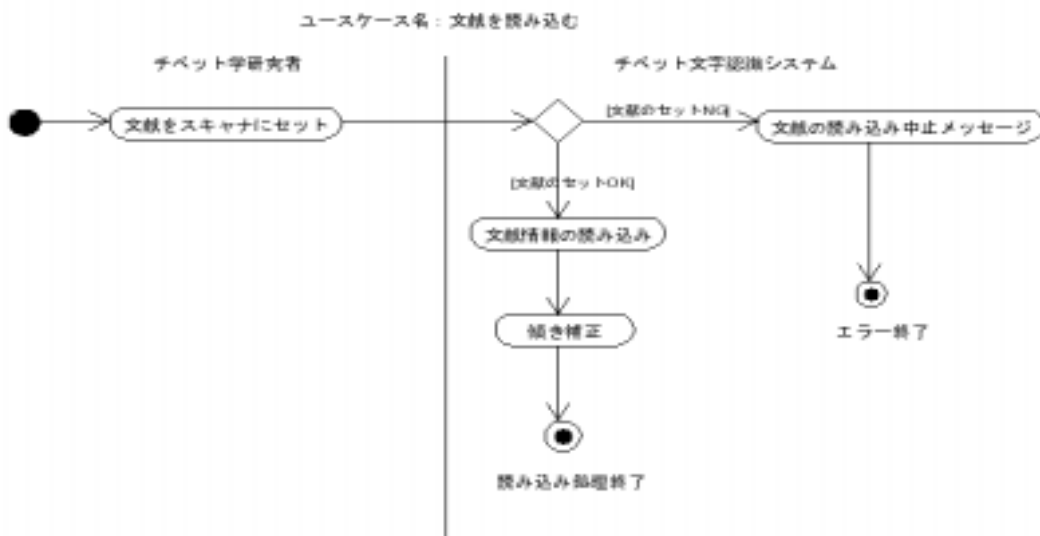 ユースケース名：文献を読み込む
チベット学研究者
チベット文字認識システム
文献をスキャナにセット
[文献のセットNG]
文献の読み込み中止メッセージ
[文献のセットOK]
文献情報の読み込み
傾き補正
エラー終了
読み込み処理終了